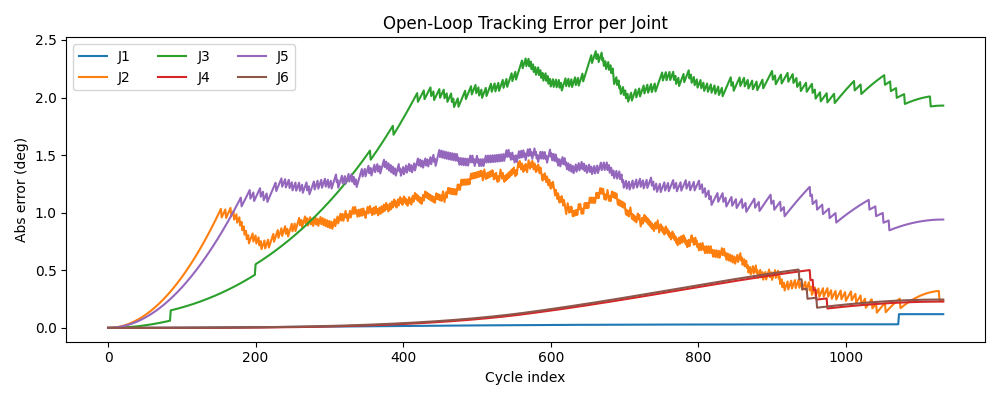 Open-Loop Tracking Error per Joint
Abs error (deg)
2.5
2.0
1.5
1.0
0.5
0.0
J1 J3 J5
J2 J4 J6
0 200 400 600 800 1000
Cycle index